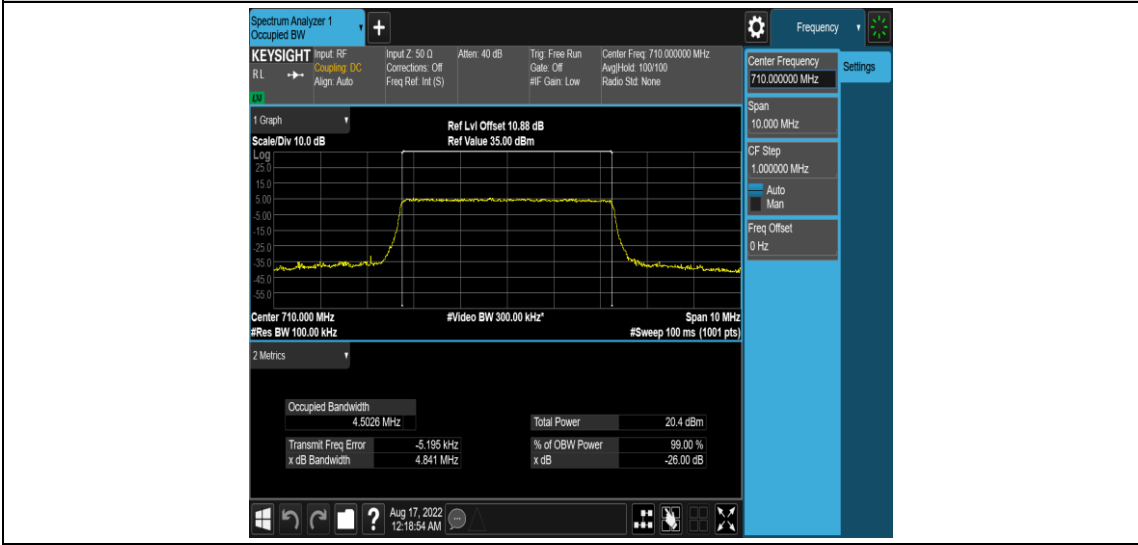 Spectrum Analyzer 1
Occupied BW
+
Frequency
KEYSIGHT
RL
LXI
Input: RF
Coupling: DC
Align: Auto
Input Z: 50 Ω
Corrections: Off
Freq Ref: Int (S)
Atten: 40 dB
Trig: Free Run
Gate: Off
#IF Gain: Low
Center Freq: 710.000000 MHz
Avg|Hold: 100/100
Radio Std: None
Center Frequency
710.000000 MHz
Settings
Span
10.000 MHz
CF Step
1.000000 MHz
Auto
Man
Freq Offset
0 Hz
1 Graph
Scale/Div 10.0 dB
Ref Lvl Offset 10.88 dB
Ref Value 35.00 dBm
Log
25.0
15.0
5.00
-5.00
-15.0
-25.0
-35.0
-45.0
-55.0
Center 710.000 MHz
#Video BW 300.00 kHz*
Span 10 MHz
#Res BW 100.00 kHz
#Sweep 100 ms (1001 pts)
2 Metrics
Occupied Bandwidth
4.5026 MHz
Total Power 20.4 dBm
Transmit Freq Error -5.195 kHz
% of OBW Power 99.00 %
x dB Bandwidth 4.841 MHz
x dB -26.00 dB
?
Aug 17, 2022
12:18:54 AM